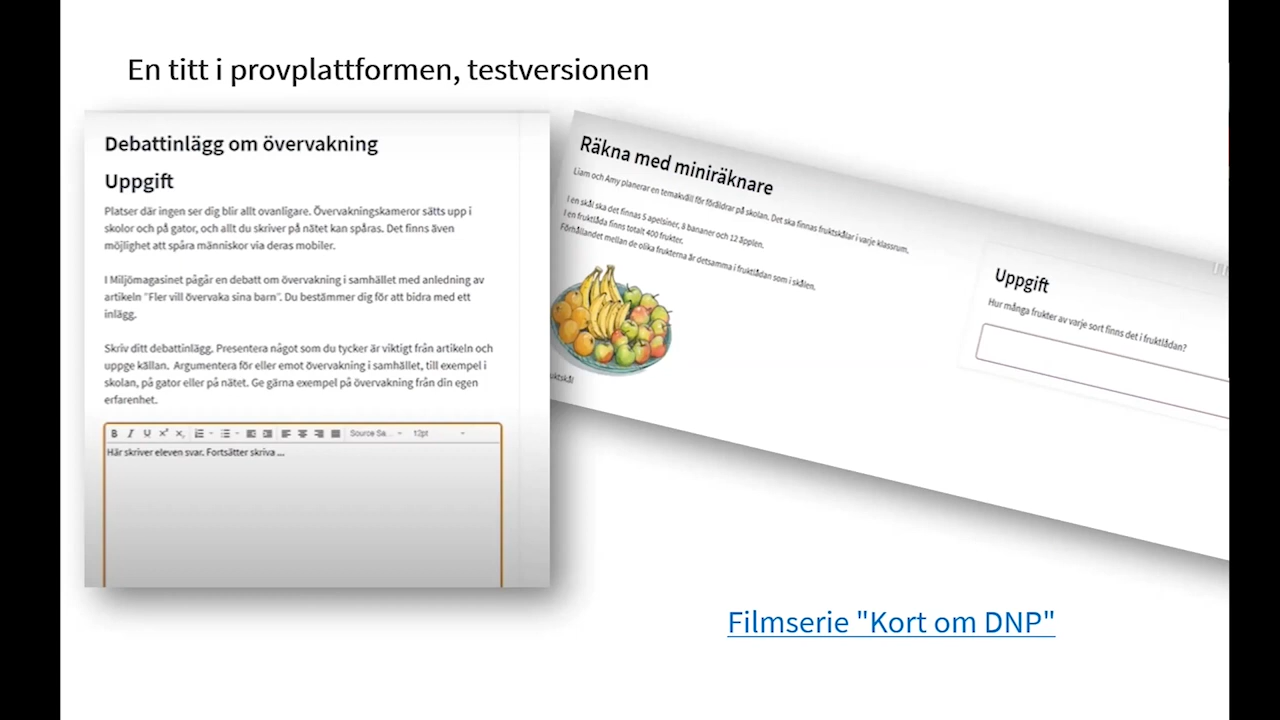 En titt i provplattformen, testversionen
Debattinlägg om övervakning
Uppgift
Platser där ingen ser dig blir allt ovanligare. Övervakningskameror sätts upp i
skolor och på gator, och allt du skriver på nätet kan spåras. Det finns även
möjlighet att spåra människor via deras mobiler.
I Miljömagasinet pågår en debatt om övervakning i samhället med anledning av
artikeln "Fler vill övervaka sina barn". Du bestämmer dig för att bidra med ett
inlägg.
Skriv ditt debattinlägg. Presentera något som du tycker är viktigt från artikeln och
uppge källan. Argumentera för eller emot övervakning i samhället, till exempel i
skolan, på gator eller på nätet. Ge gärna exempel på övervakning från din egen
erfarenhet.
B I U X² X₂ Source Sa... 12pt
Här skriver eleven svar. Fortsätter skriva ...
Räkna med miniräknare
Liam och Amy planerar en temakväll för föräldrar på skolan. Det ska finnas fruktskålar i varje klassrum.
I en skål ska det finnas 5 apelsiner, 8 bananer och 12 äpplen.
I en fruktlåda finns totalt 400 frukter.
Förhållandet mellan de olika frukterna är detsamma i fruktlådan som i skålen.
uktskål
Uppgift
Hur många frukter av varje sort finns det i fruktlådan?
Filmserie "Kort om DNP"